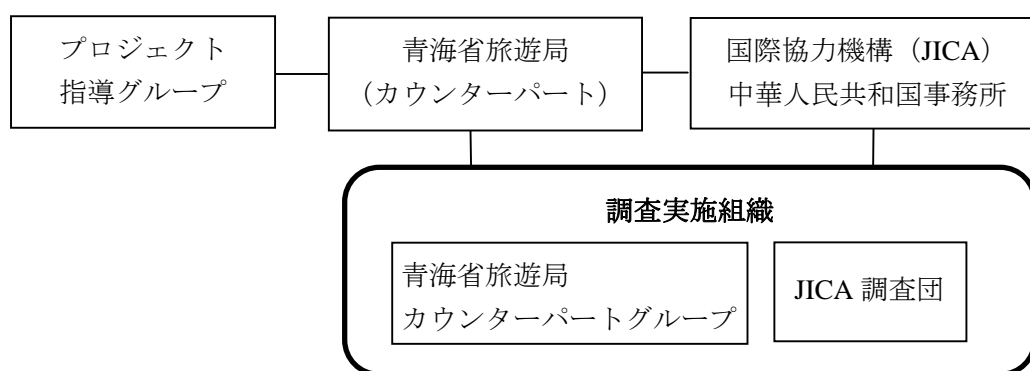 プロジェクト
指導グループ
青海省旅遊局
(カウンターパート)
国際協力機構(JICA)
中華人民共和国事務所
調査実施組織
青海省旅遊局
カウンターパートグループ
JICA 調査団